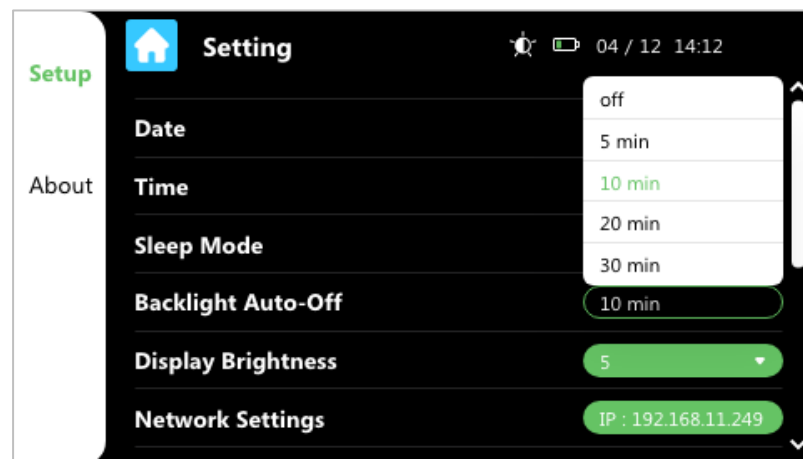 Setting
04 / 12 14:12
Setup
About
Date
Time
Sleep Mode
off
5 min
10 min
20 min
30 min
Backlight Auto-Off
10 min
Display Brightness
5
Network Settings
IP : 192.168.11.249